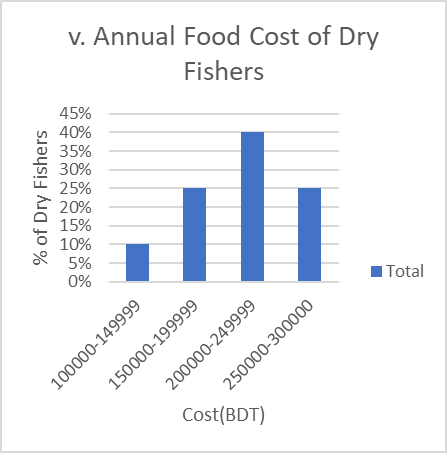 v. Annual Food Cost of Dry
Fishers
% of Dry Fishers
45%
40%
35%
30%
25%
20%
15%
10%
5%
0%
100000-149999
150000-199999
200000-249999
250000-300000
Cost(BDT)
Total